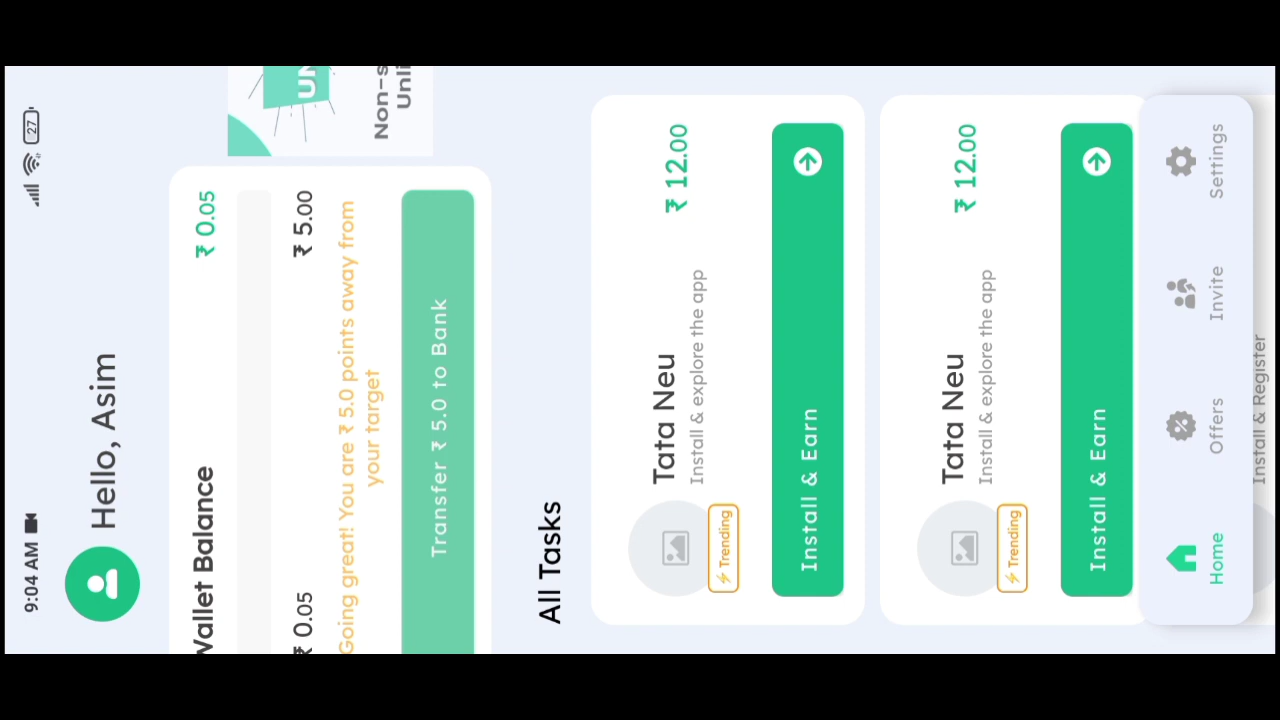 9:04 AM
27
Hello, Asim
Wallet Balance
₹ 0.05
₹ 0.05
₹ 5.00
Going great! You are ₹ 5.0 points away from
your target
Transfer ₹ 5.0 to Bank
UN
Non-s
Unli
All Tasks
Tata Neu
₹ 12.00
Install & explore the app
⚡ Trending
Install & Earn
Tata Neu
₹ 12.00
Install & explore the app
⚡ Trending
Install & Earn
Install & Register
Home
Offers
Invite
Settings